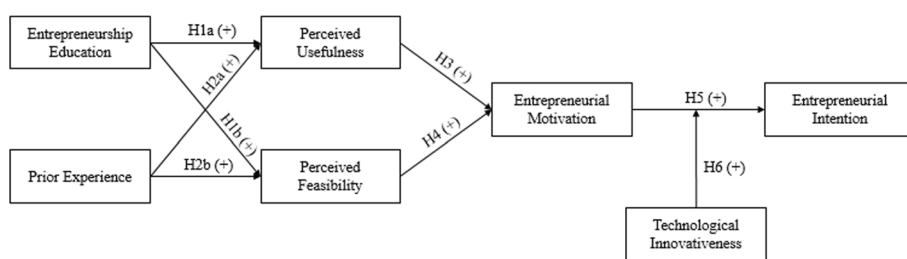 Entrepreneurship
Education
H1a (+)
Perceived
Usefulness
H2a (+)
H3 (+)
Entrepreneurial
Motivation
H5 (+)
Entrepreneurial
Intention
H1b (+)
H4 (+)
Prior Experience
H2b (+)
Perceived
Feasibility
H6 (+)
Technological
Innovativeness